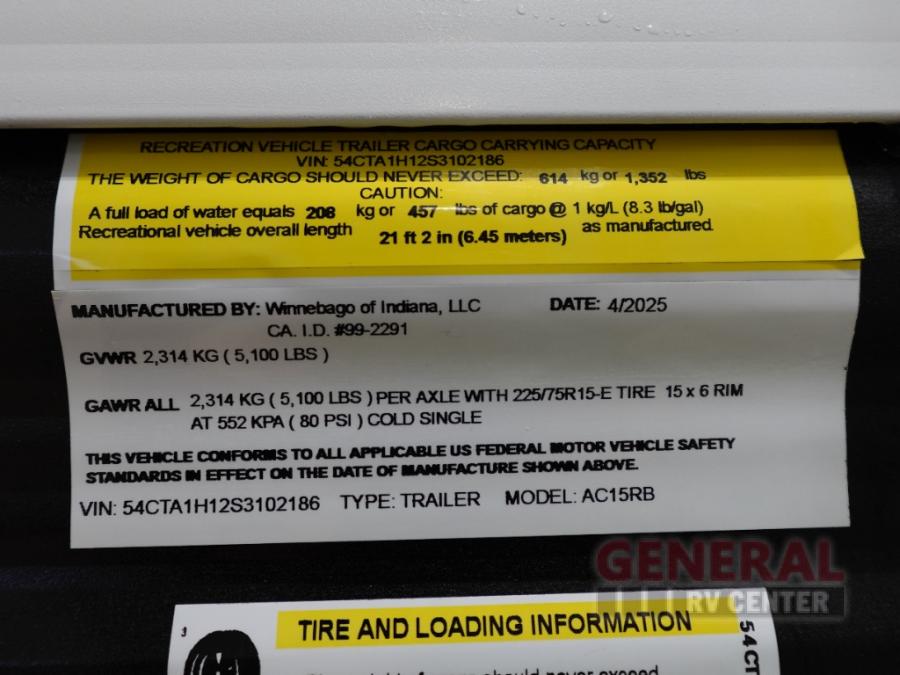 RECREATION VEHICLE TRAILER CARGO CARRYING CAPACITY
VIN: 54CTA1H12S3102186
THE WEIGHT OF CARGO SHOULD NEVER EXCEED: 614 kg or 1,352 lbs
CAUTION:
A full load of water equals 208 kg or 457 lbs of cargo @ 1 kg/L (8.3 lb/gal)
Recreational vehicle overall length 21 ft 2 in (6.45 meters) as manufactured.
MANUFACTURED BY: Winnebago of Indiana, LLC DATE: 4/2025
CA. I.D. #99-2291
GVWR 2,314 KG ( 5,100 LBS )
GAWR ALL 2,314 KG ( 5,100 LBS ) PER AXLE WITH 225/75R15-E TIRE 15 x 6 RIM
AT 552 KPA ( 80 PSI ) COLD SINGLE
THIS VEHICLE CONFORMS TO ALL APPLICABLE US FEDERAL MOTOR VEHICLE SAFETY
STANDARDS IN EFFECT ON THE DATE OF MANUFACTURE SHOWN ABOVE.
VIN: 54CTA1H12S3102186 TYPE: TRAILER MODEL: AC15RB
GENERAL
RV CENTER
3
TIRE AND LOADING INFORMATION
54CT
should never exceed